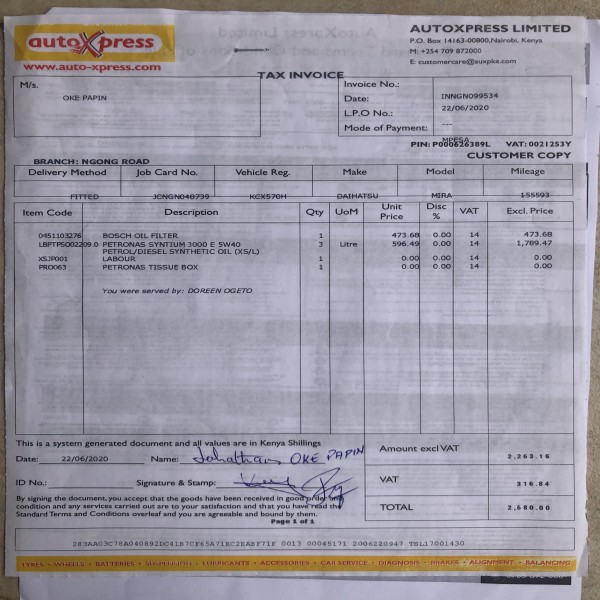 autoXpress
www.auto-xpress.com
AUTOXPRESS LIMITED
P.O. Box 14163-00800,Nairobi, Kenya
M: +254 709 872000
E: customercare@auxpke.com
TAX INVOICE
M/s.
OKE PAPIN
Invoice No.: INNGN099534
Date: 22/06/2020
L.P.O No.: ---
Mode of Payment: MPESA
PIN: P000626389L VAT: 0021253Y
BRANCH: NGONG ROAD CUSTOMER COPY
Delivery Method Job Card No. Vehicle Reg. Make Model Mileage
FITTED JCNGN048739 KCX570H DAIHATSU MIRA 155593
Item Code Description Qty UoM Unit Price Disc % VAT Excl. Price
0451103276 BOSCH OIL FILTER 1 473.68 0.00 14 473.68
LBPTPSO02209.0 PETRONAS SYNTIUM 3000 E 5W40 3 Litre 596.49 0.00 14 1,789.47
PETROL/DIESEL SYNTHETIC OIL (XS/L)
XSJP001 LABOUR 1 0.00 0.00 14 0.00
PRO063 PETRONAS TISSUE BOX 1 0.00 0.00 14 0.00
You were served by: DOREEN OGETO
This is a system generated document and all values are in Kenya Shillings
Date: 22/06/2020 Name: Johathan OKE PAPIN
ID No.: Signature & Stamp:
By signing the document, you accept that the goods have been received in good order and
condition and any services carried out are to your satisfaction and that you have read the
Standard Terms and Conditions overleaf and you are agreeable and bound by them.
Page 1 of 1
Amount excl VAT 2,263.16
VAT 316.84
TOTAL 2,580.00
283AA03C78A040892DC41B7CF65A71BC2EABF71F 0013 00045171 2006220947 TSL17001430
TYRES • WHEELS • BATTERIES • SUSPENSION • LUBRICANTS • ACCESSORIES • CAR SERVICE • DIAGNOSIS • BRAKES • ALIGNMENT • BALANCING